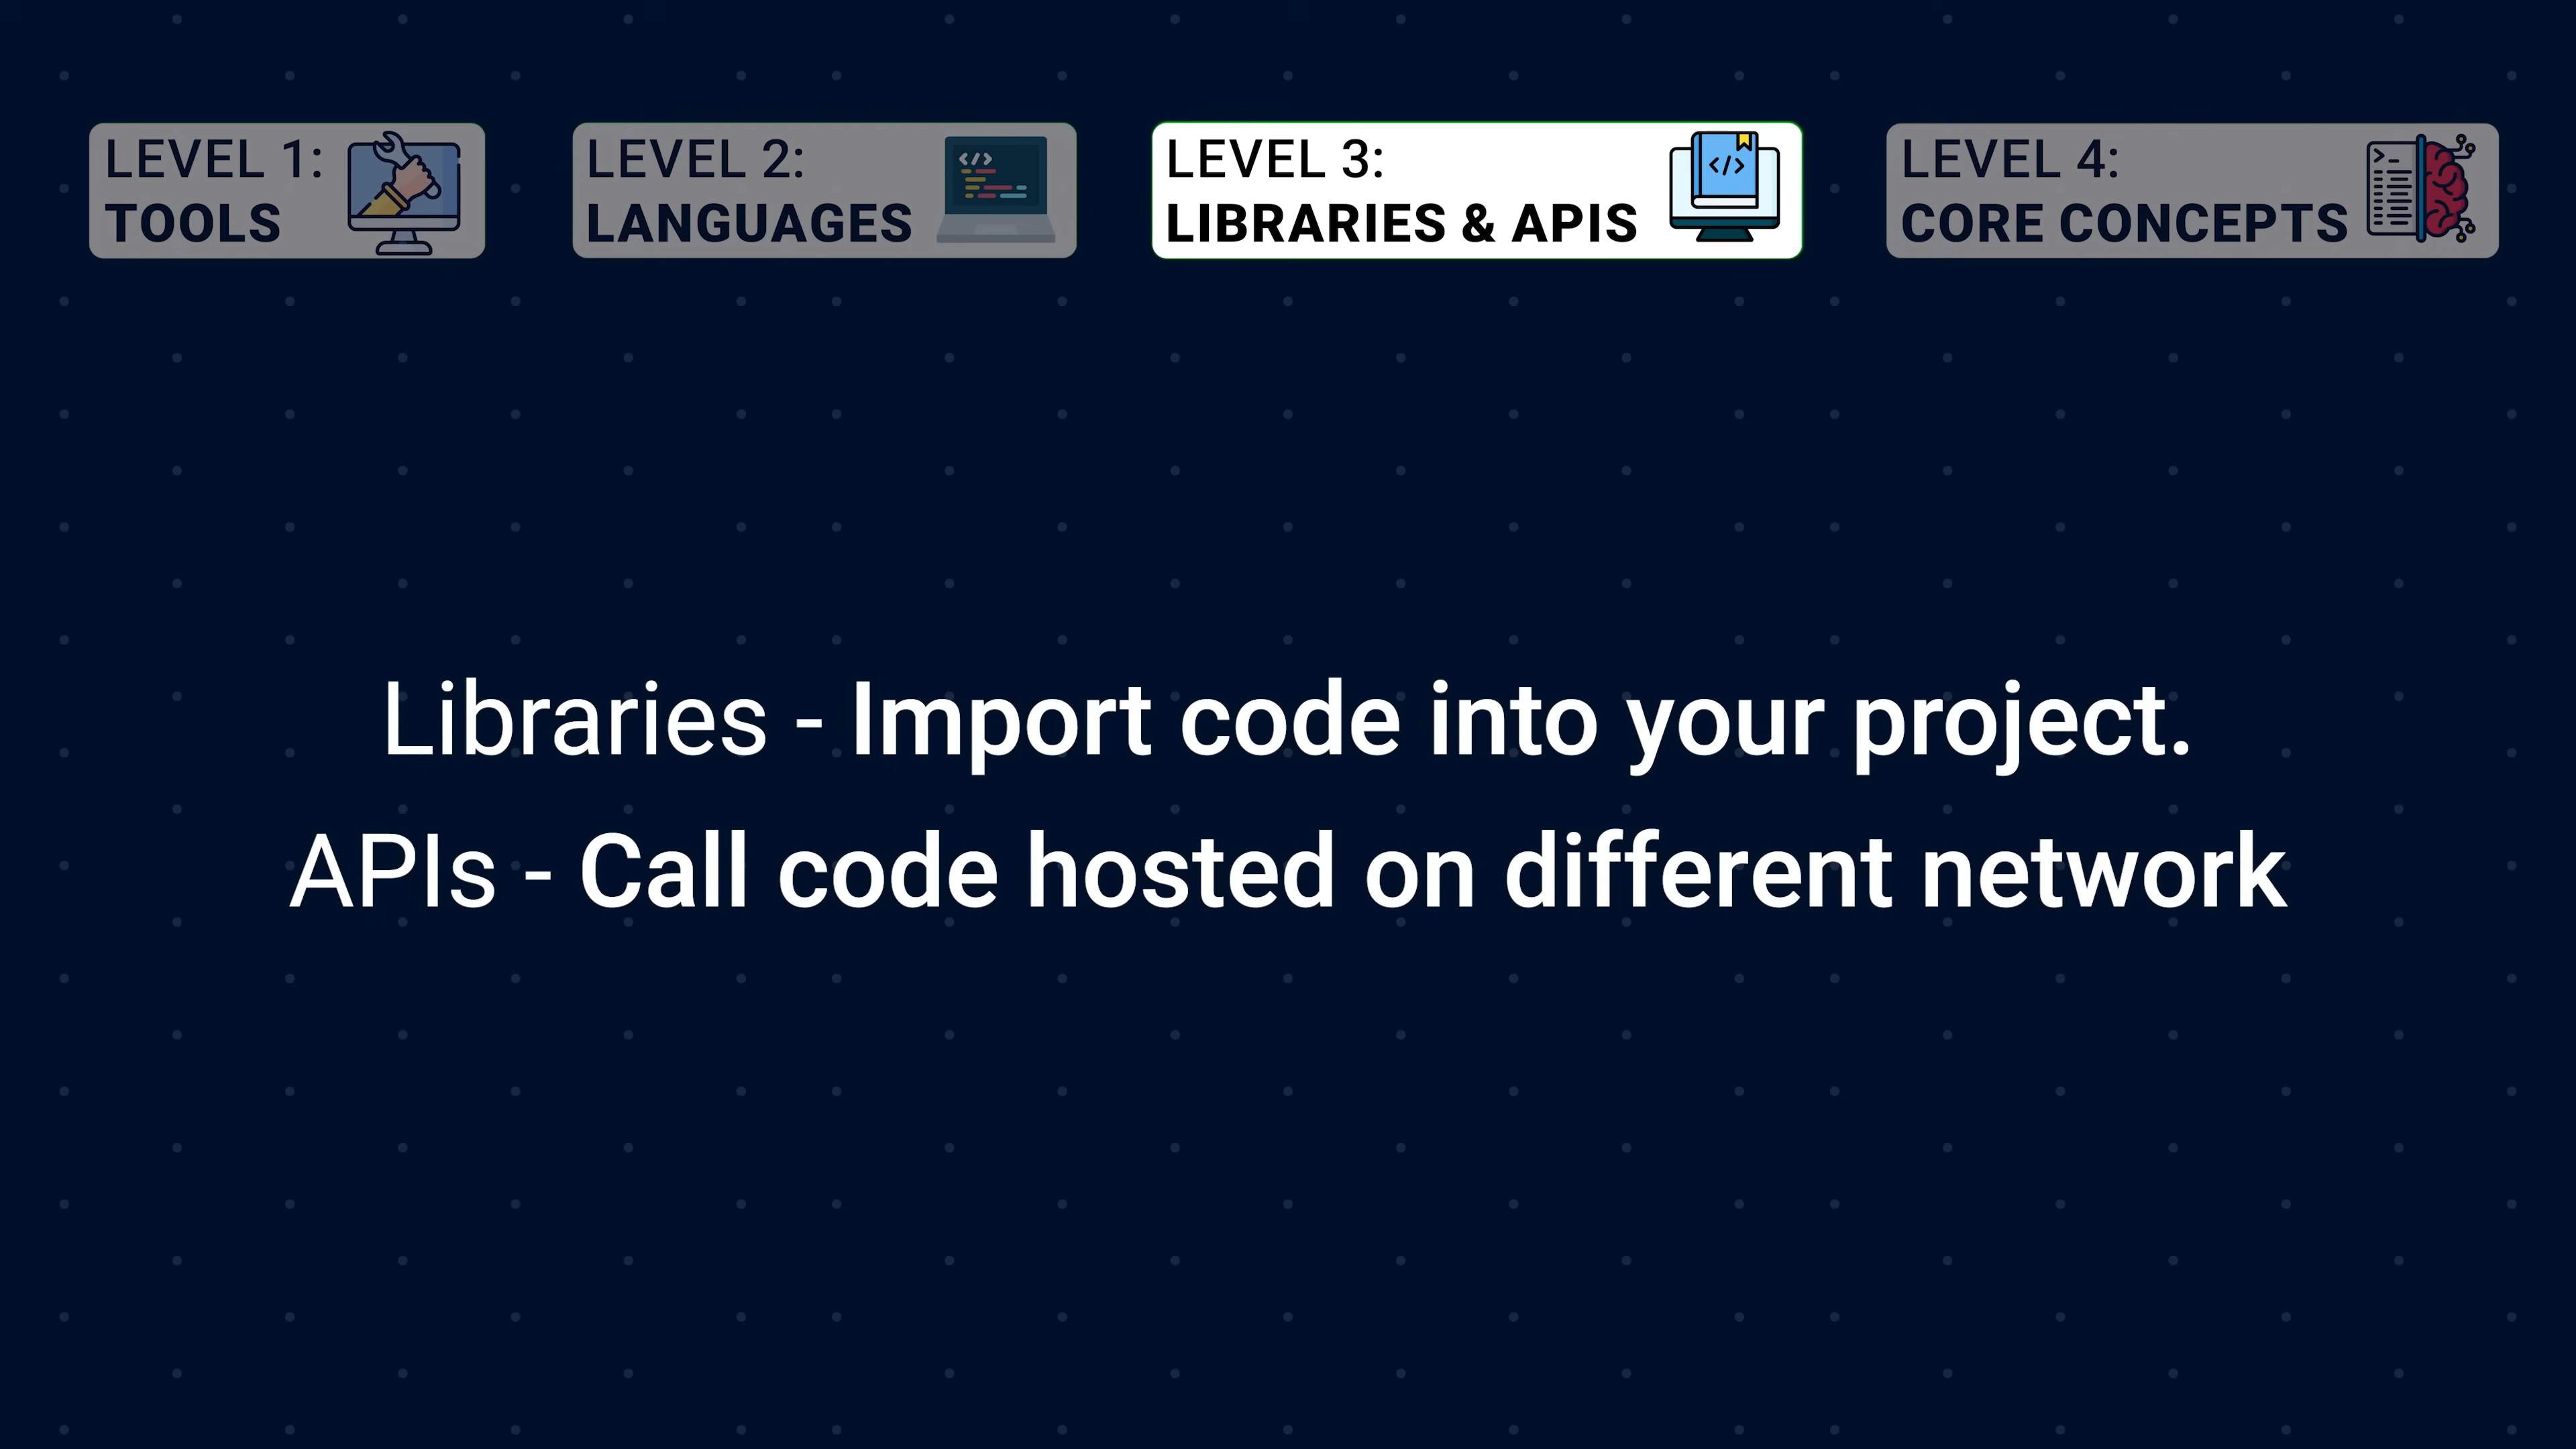 LEVEL 1:
TOOLS
LEVEL 2:
LANGUAGES
</>
LEVEL 3:
LIBRARIES & APIS
</>
LEVEL 4:
CORE CONCEPTS
>_
Libraries - Import code into your project.
APIs - Call code hosted on different network